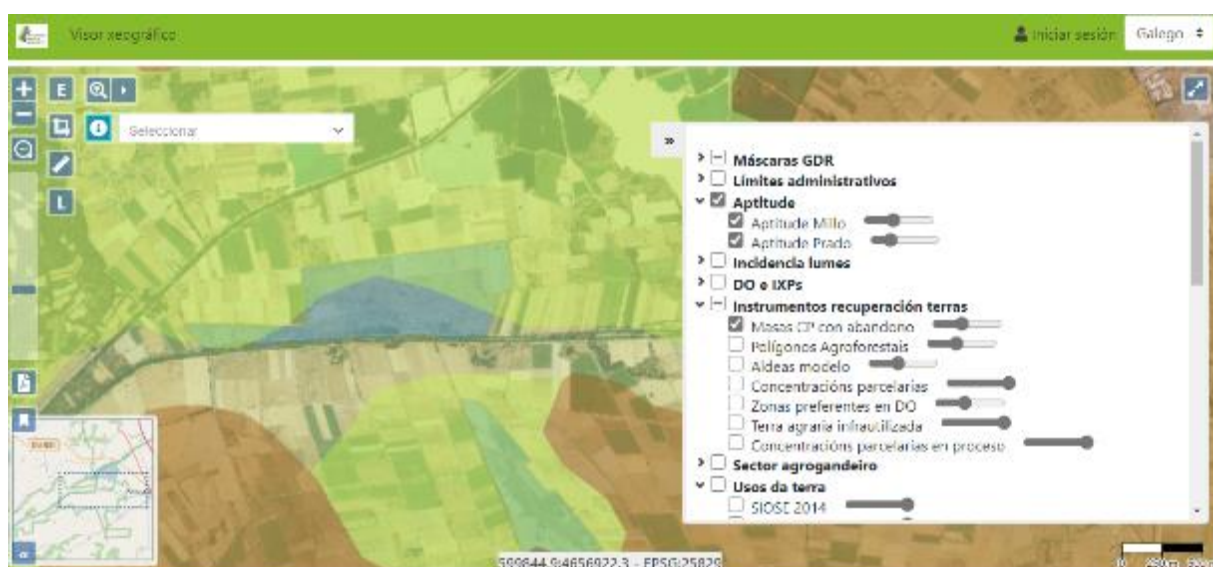 Visor xeográfico
Iniciar sesión
Galego
E
Seleccionar
L
»
Máscaras GDR
Límites administrativos
Aptitude
Aptitude Millo
Aptitude Prado
Incidencia lumes
DO e IXPs
Instrumentos recuperación terras
Masas CP con abandono
Polígonos Agroforestais
Aldeas modelo
Concentracións parcelarias
Zonas preferentes en DO
Terra agraria infrautilizada
Concentracións parcelarias en proceso
Sector agrogandeiro
Usos da terra
SIOSE 2014
599844.9:4656922.3 - EPSG:25829